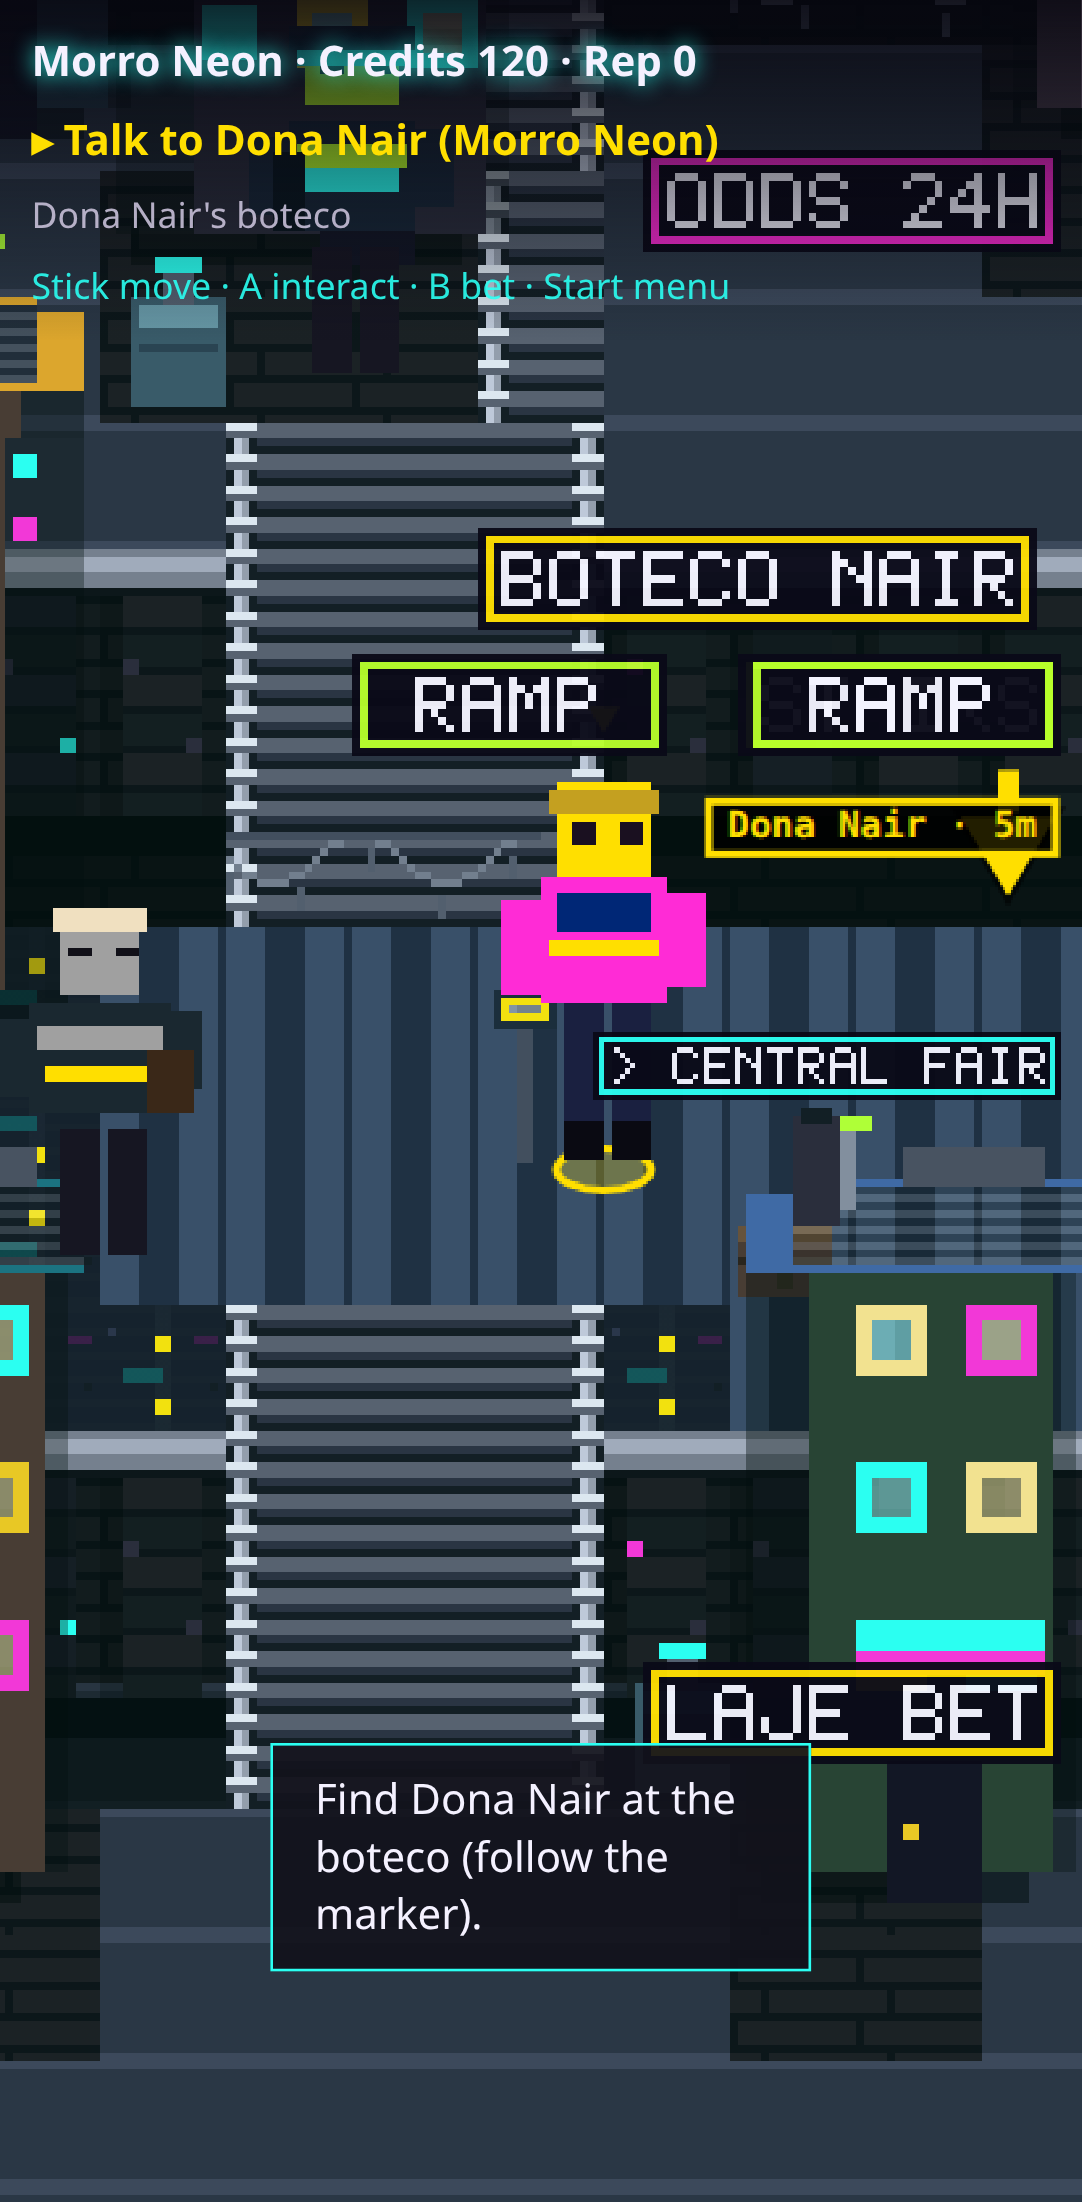 Morro Neon · Credits 120 · Rep 0
▸ Talk to Dona Nair (Morro Neon)
ODDS 24H
Dona Nair's boteco
Stick move · A interact · B bet · Start menu
BOTECO NAIR
RAMP
RAMP
Dona Nair · 5m
> CENTRAL FAIR
LAJE BET
Find Dona Nair at the
boteco (follow the
marker).